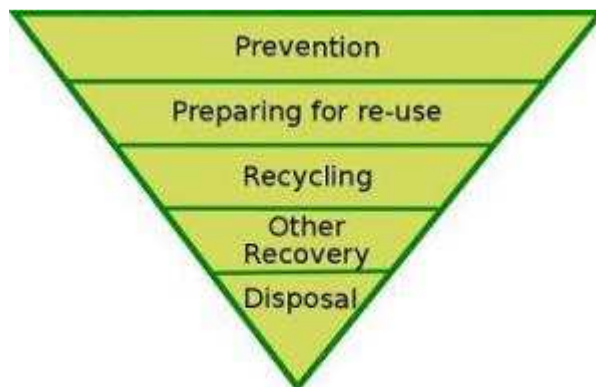 Prevention
Preparing for re-use
Recycling
Other
Recovery
Disposal